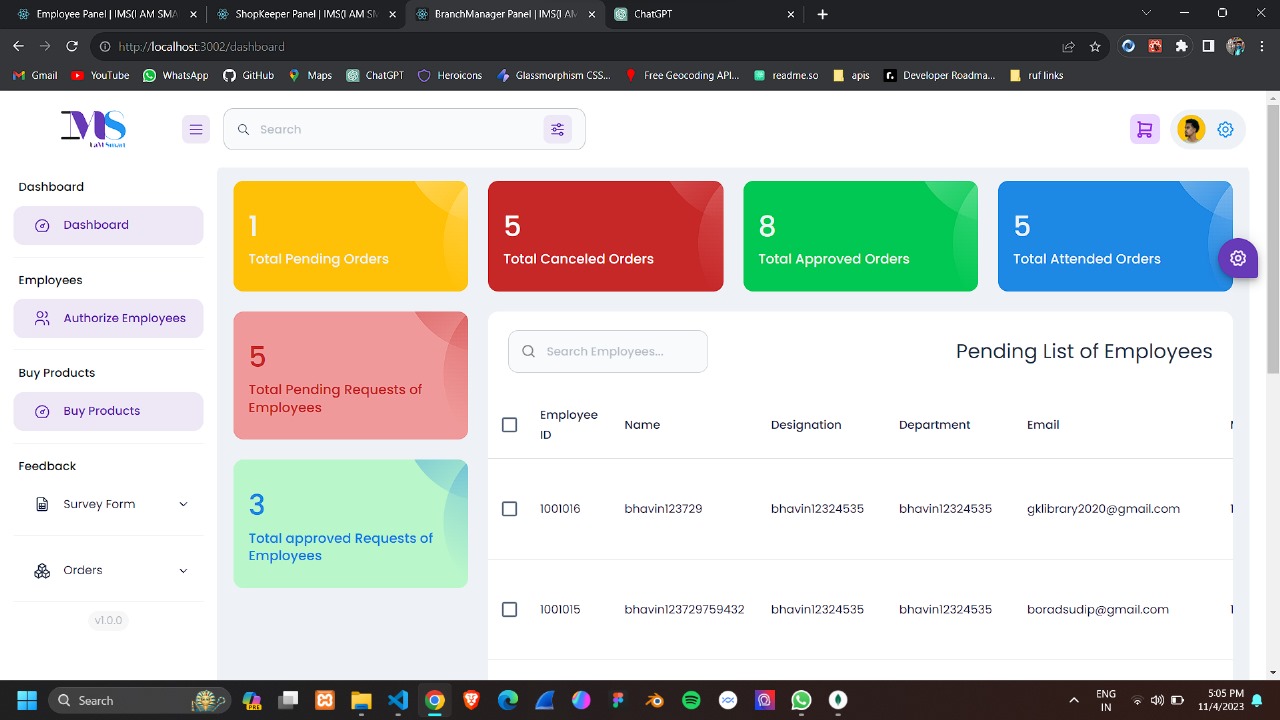 Employee Panel | IMS(I AM SMA
ShopKeeper Panel | IMS(I AM SM
BranchManager Panel | IMS(I AM
ChatGPT
http://localhost:3002/dashboard
Gmail
YouTube
WhatsApp
GitHub
Maps
ChatGPT
Heroicons
Glassmorphism CSS...
Free Geocoding API...
readme.so
apis
Developer Roadma...
ruf links
IMS
I aM Smart
Search
Dashboard
Dashboard
Employees
Authorize Employees
Buy Products
Buy Products
Feedback
Survey Form
Orders
v1.0.0
1
Total Pending Orders
5
Total Canceled Orders
8
Total Approved Orders
5
Total Attended Orders
5
Total Pending Requests of
Employees
3
Total approved Requests of
Employees
Search Employees...
Pending List of Employees
Employee
ID
Name
Designation
Department
Email
1001016
bhavin123729
bhavin12324535
bhavin12324535
gklibrary2020@gmail.com
1001015
bhavin123729759432
bhavin12324535
bhavin12324535
boradsudip@gmail.com
Search
PRE
ENG
IN
5:05 PM
11/4/2023